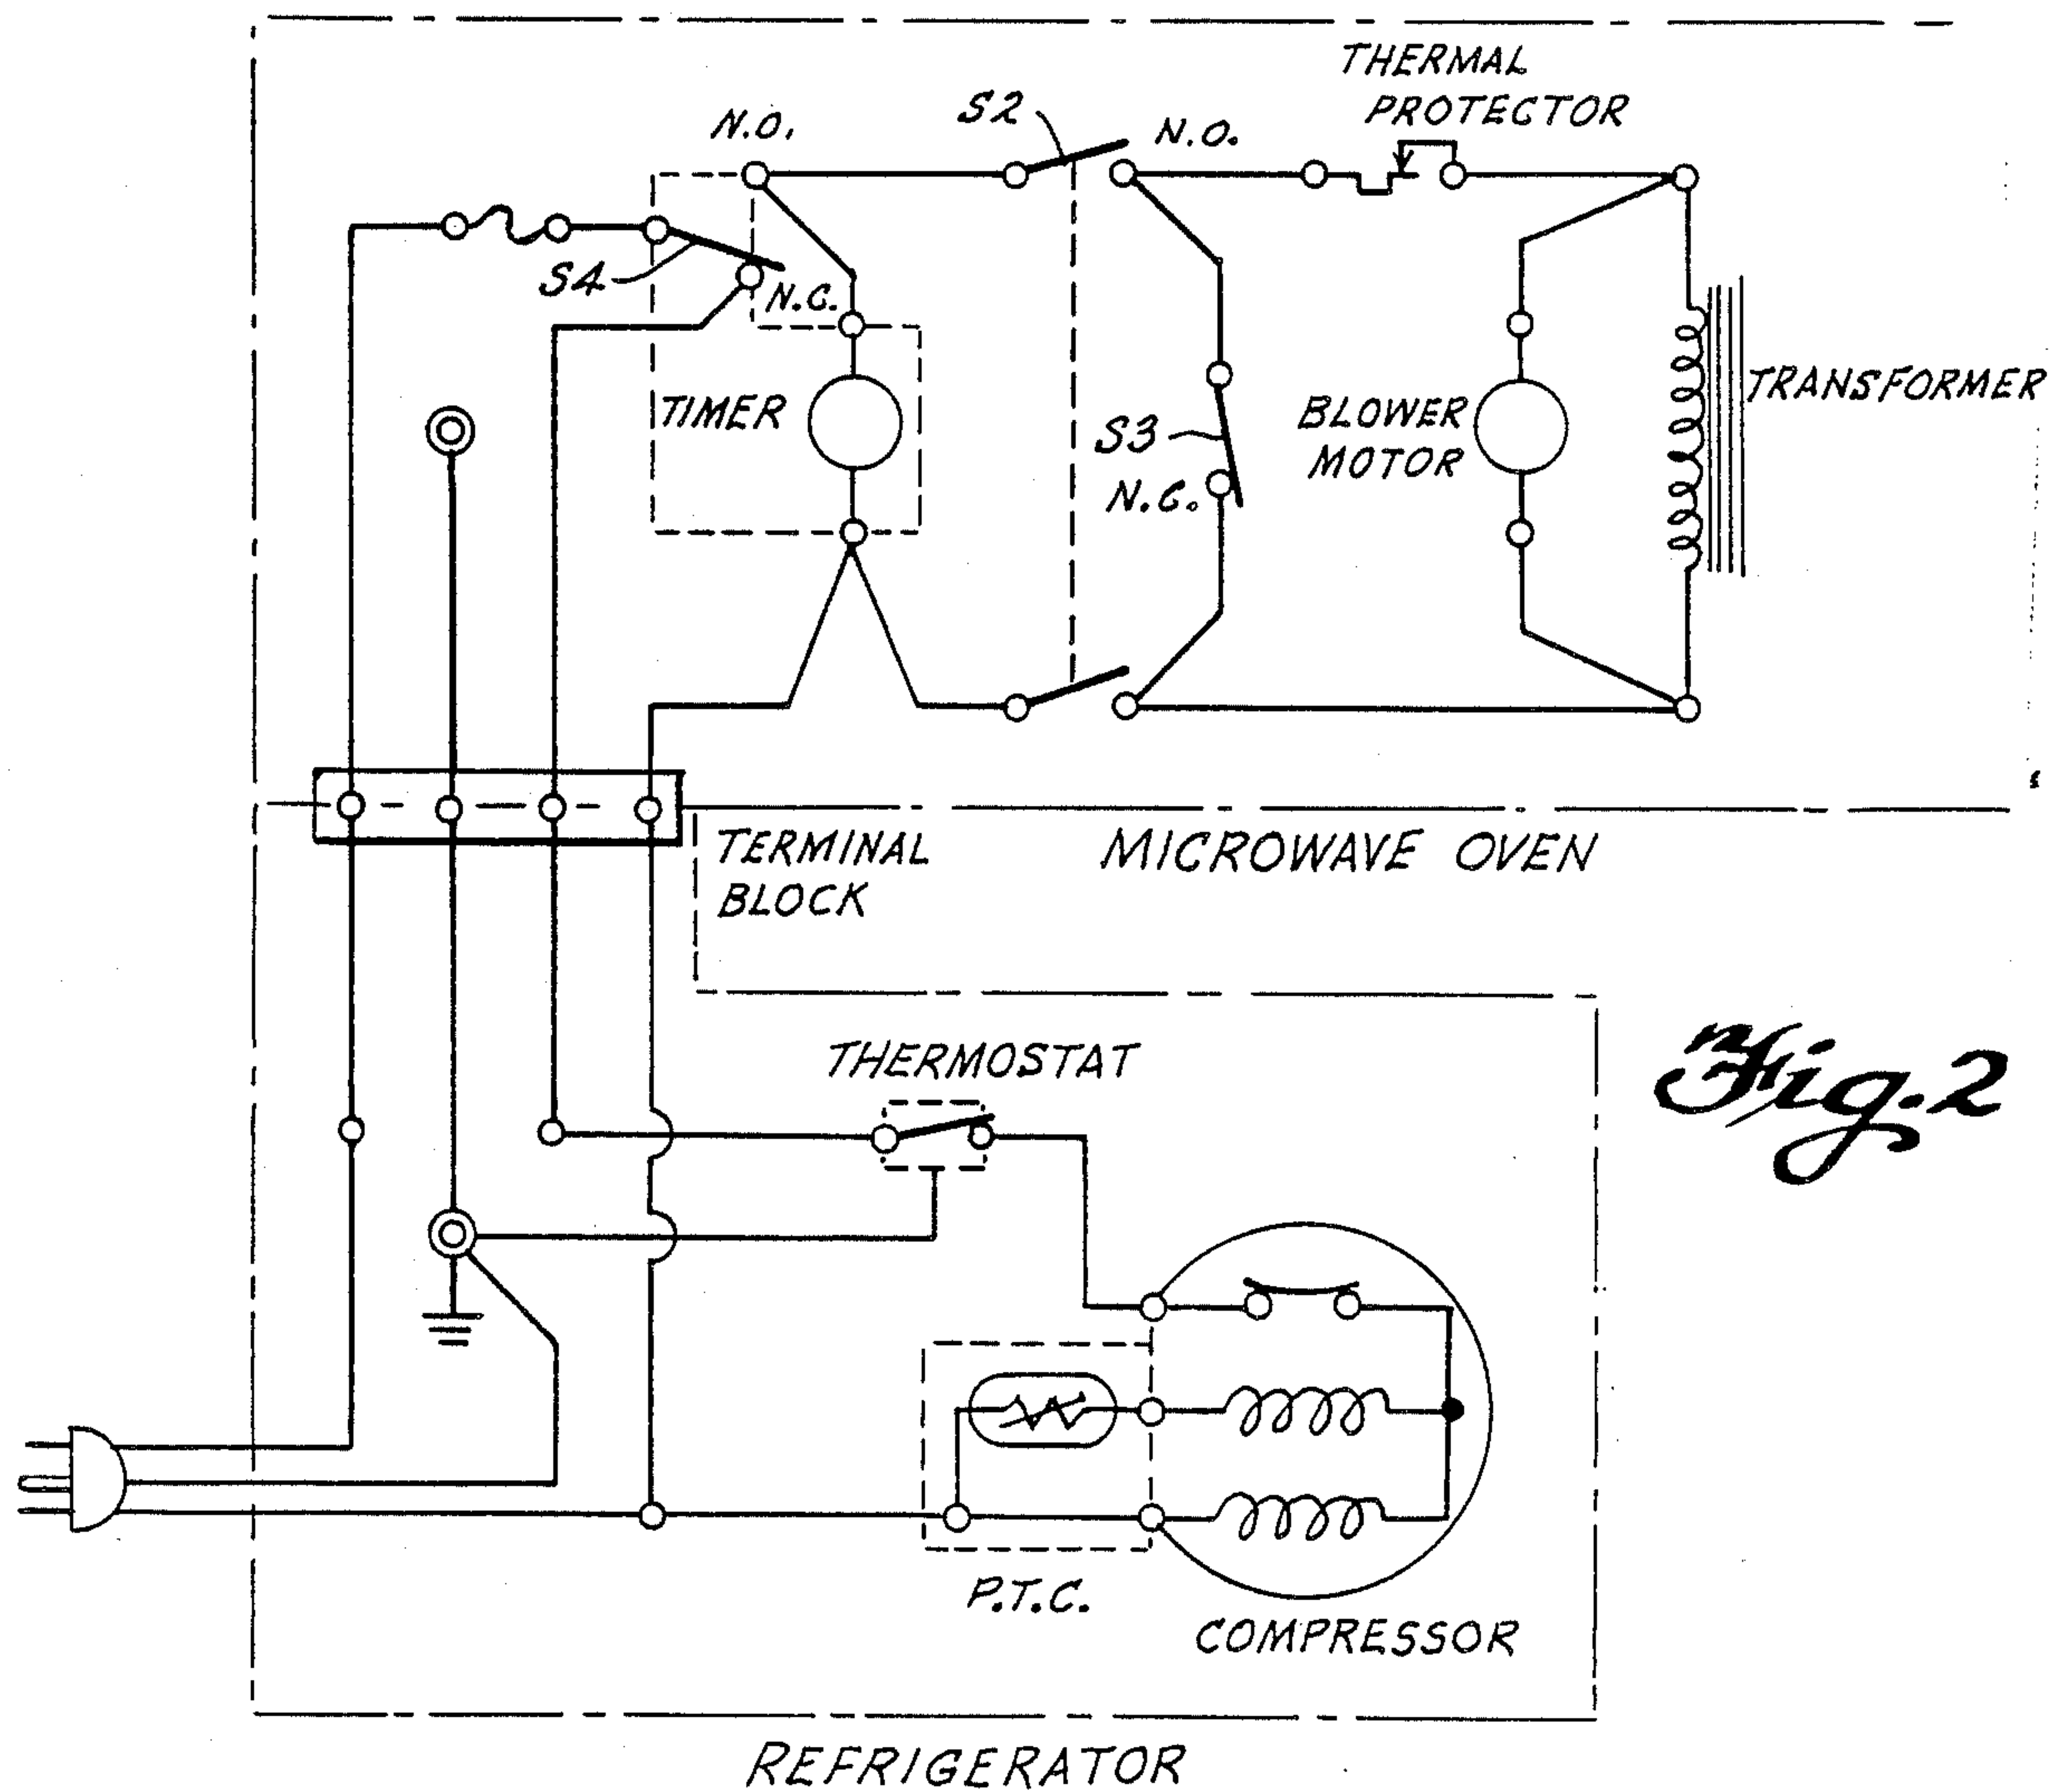 THERMAL
PROTECTOR
S2
N.O.
N.O.
S4
N.C.
TIMER
S3
N.C.
BLOWER
MOTOR
TRANSFORMER
TERMINAL
BLOCK
MICROWAVE OVEN
THERMOSTAT
Fig. 2
P.T.C.
COMPRESSOR
REFRIGERATOR